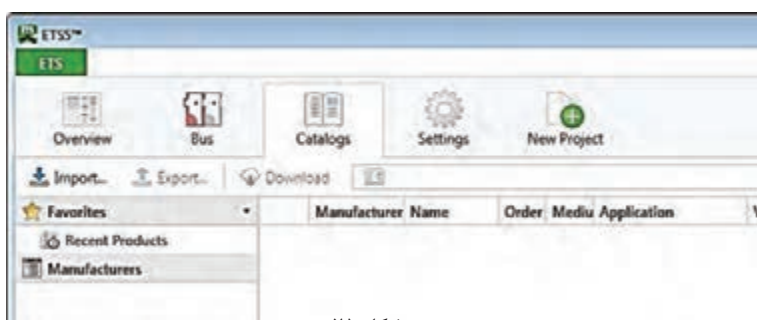 ETS5™
ETS
Overview Bus Catalogs Settings New Project
Import... Export... Download
Favorites Manufacturer Name Order Mediu Application V
Recent Products
Manufacturers